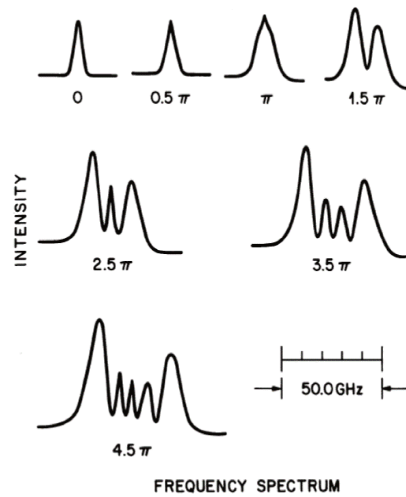 0
0.5 π
π
1.5 π
INTENSITY
2.5 π
3.5 π
4.5 π
50.0 GHz
FREQUENCY SPECTRUM